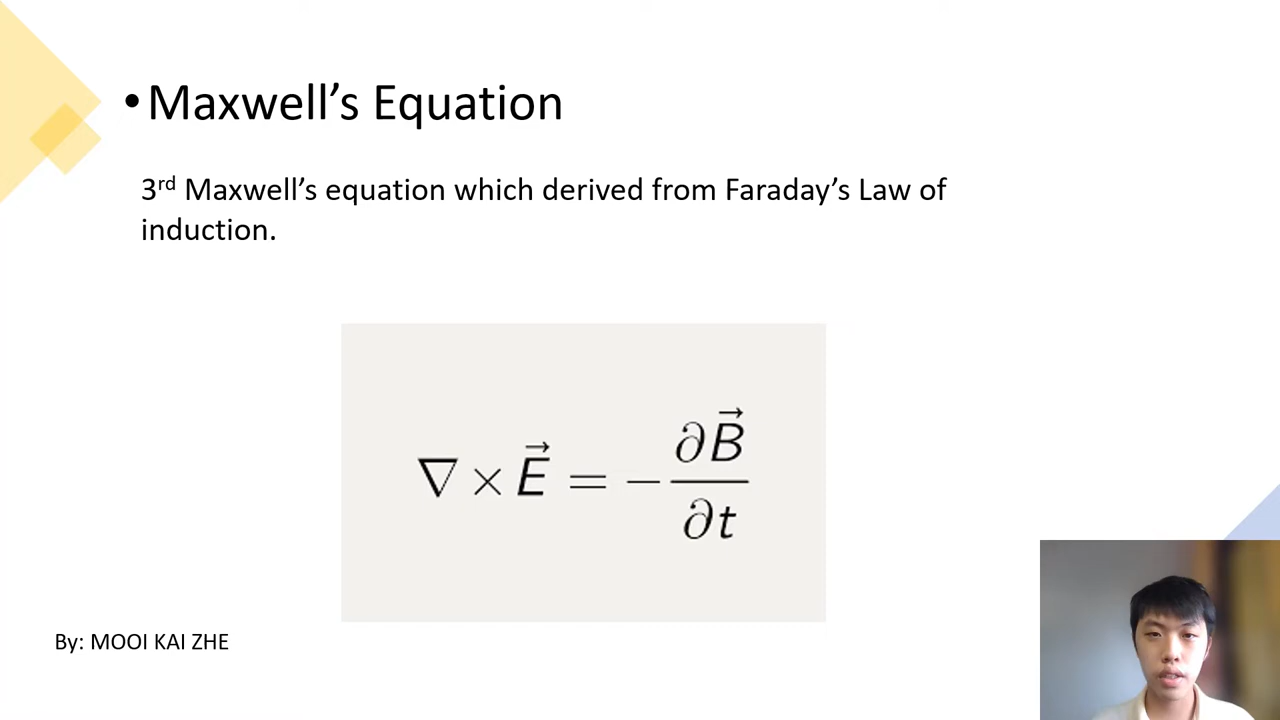 •Maxwell’s Equation
3rd Maxwell’s equation which derived from Faraday’s Law of
induction.
∇ × E⃗ = − ∂B⃗ / ∂t
By: MOOI KAI ZHE